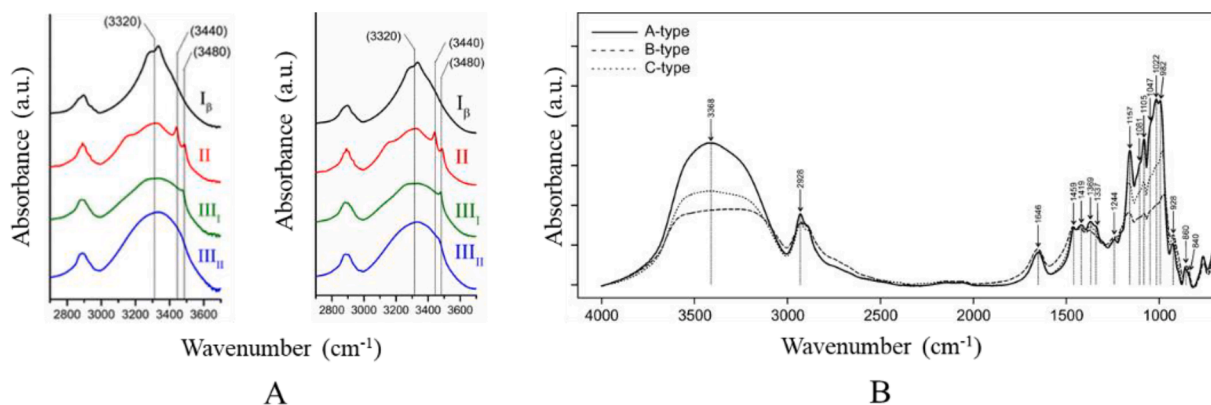 (3320)
(3440)
(3480)
Iβ
II
IIII
IIIII
Absorbance (a.u.)
2800 3000 3200 3400 3600
(3320)
(3440)
(3480)
Iβ
II
IIII
IIIII
Absorbance (a.u.)
2800 3000 3200 3400 3600
Wavenumber (cm-1)
A
A-type
B-type
C-type
Absorbance (a.u.)
3368
2928
1646
1459
1419
1369
1337
1244
1157
1081
1105
1047
1022
982
928
860
840
4000 3500 3000 2500 2000 1500 1000
Wavenumber (cm-1)
B